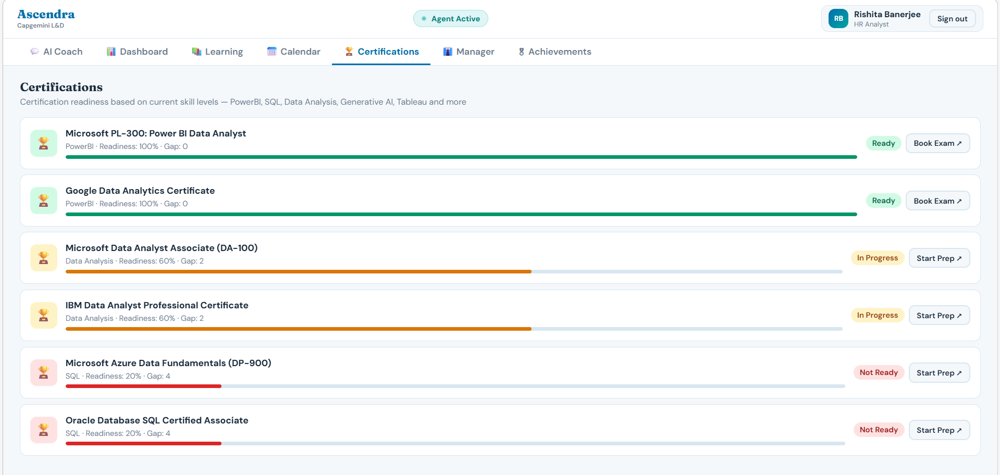 Ascendra
Capgemini L&D
Agent Active
RB
Rishita Banerjee
HR Analyst
Sign out
AI Coach
Dashboard
Learning
Calendar
Certifications
Manager
Achievements
Certifications
Certification readiness based on current skill levels — PowerBI, SQL, Data Analysis, Generative AI, Tableau and more
Microsoft PL-300: Power BI Data Analyst
PowerBI · Readiness: 100% · Gap: 0
Ready
Book Exam ↗
Google Data Analytics Certificate
PowerBI · Readiness: 100% · Gap: 0
Ready
Book Exam ↗
Microsoft Data Analyst Associate (DA-100)
Data Analysis · Readiness: 60% · Gap: 2
In Progress
Start Prep ↗
IBM Data Analyst Professional Certificate
Data Analysis · Readiness: 60% · Gap: 2
In Progress
Start Prep ↗
Microsoft Azure Data Fundamentals (DP-900)
SQL · Readiness: 20% · Gap: 4
Not Ready
Start Prep ↗
Oracle Database SQL Certified Associate
SQL · Readiness: 20% · Gap: 4
Not Ready
Start Prep ↗